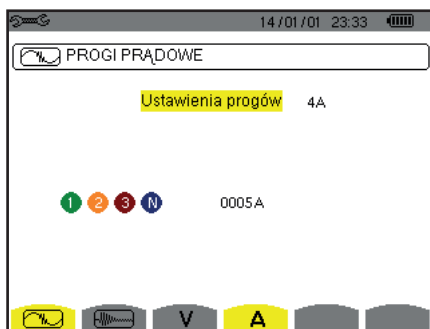 14/01/01 23:33
PROGI PRĄDOWE
Ustawienia progów 4A
1 2 3 N 0005A
V A